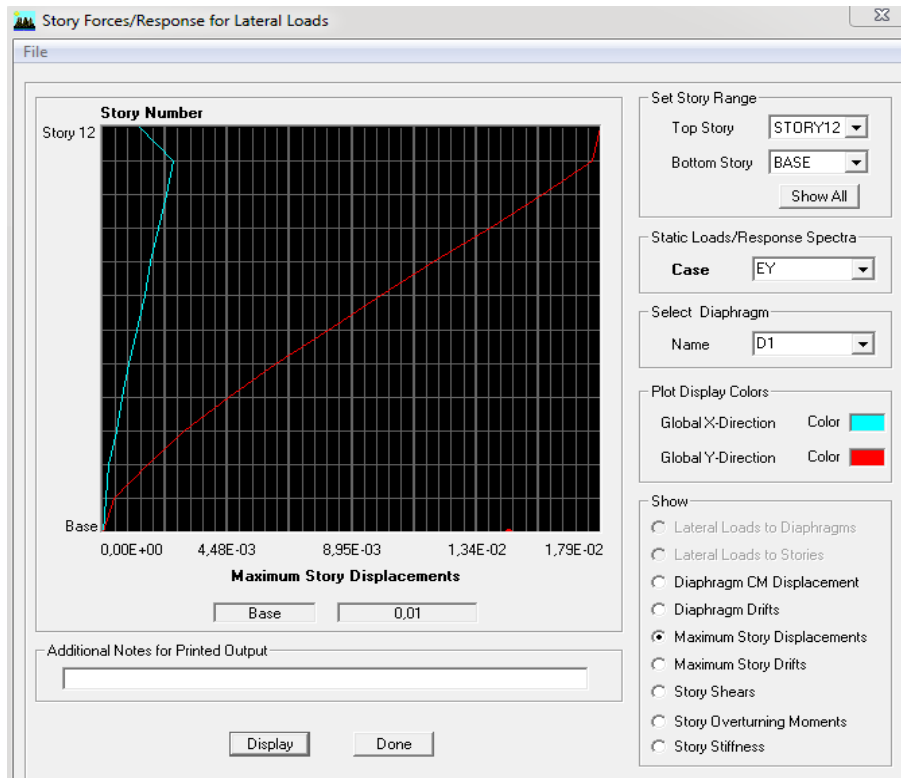 Story Forces/Response for Lateral Loads
File
Story Number
Story 12
Base
0,00E+00 4,48E-03 8,95E-03 1,34E-02 1,79E-02
Maximum Story Displacements
Base 0,01
Additional Notes for Printed Output
Display Done
Set Story Range
Top Story STORY12
Bottom Story BASE
Show All
Static Loads/Response Spectra
Case EY
Select Diaphragm
Name D1
Plot Display Colors
Global X-Direction Color
Global Y-Direction Color
Show
Lateral Loads to Diaphragms
Lateral Loads to Stories
Diaphragm CM Displacement
Diaphragm Drifts
Maximum Story Displacements
Maximum Story Drifts
Story Shears
Story Overturning Moments
Story Stiffness